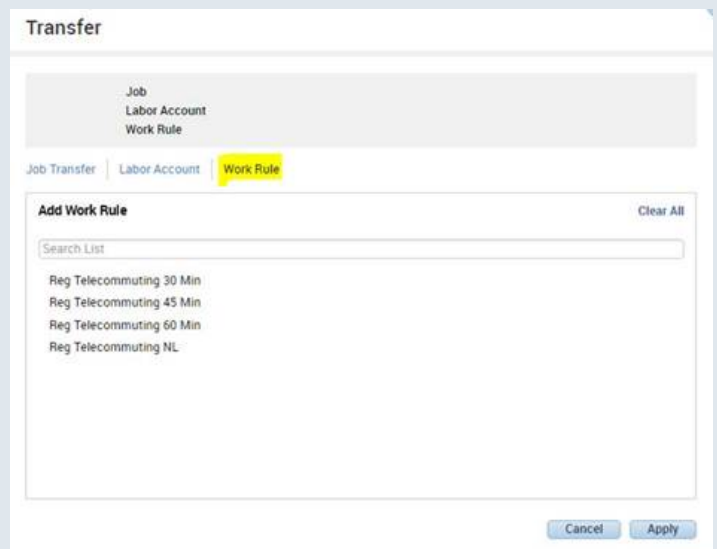 Transfer
Job
Labor Account
Work Rule
Job Transfer Labor Account Work Rule
Add Work Rule Clear All
Search List
Reg Telecommuting 30 Min
Reg Telecommuting 45 Min
Reg Telecommuting 60 Min
Reg Telecommuting NL
Cancel Apply